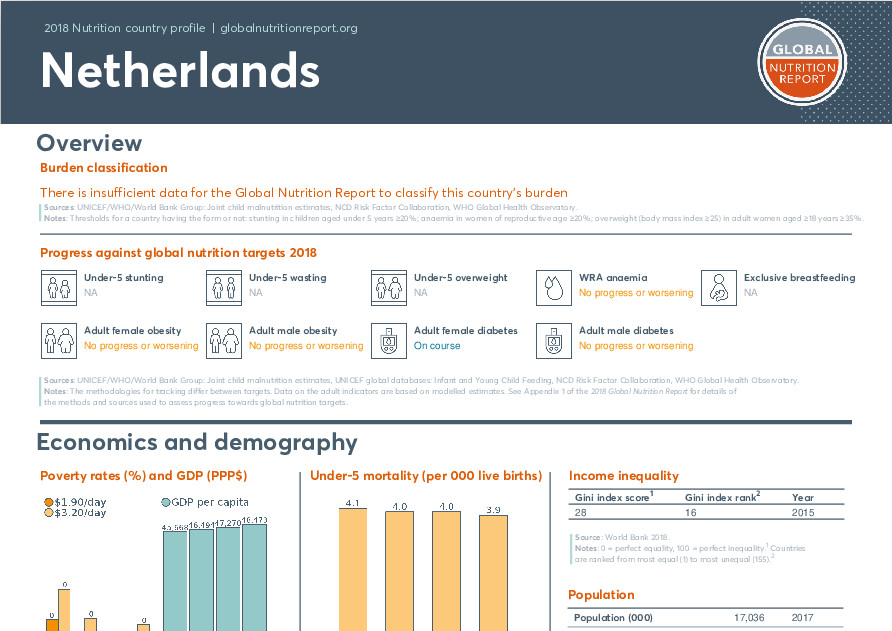 2018 Nutrition country profile | globalnutritionreport.org
Netherlands
GLOBAL
NUTRITION
REPORT
Overview
Burden classification
There is insufficient data for the Global Nutrition Report to classify this country's burden
Sources: UNICEF/WHO/World Bank Group: Joint child malnutrition estimates, NCD Risk Factor Collaboration, WHO Global Health Observatory.
Notes: Thresholds for a country having the form or not: stunting in children aged under 5 years ≥20%; anaemia in women of reproductive age ≥20%; overweight (body mass index ≥25) in adult women aged ≥18 years ≥35%.
Progress against global nutrition targets 2018
Under-5 stunting
NA
Under-5 wasting
NA
Under-5 overweight
NA
WRA anaemia
No progress or worsening
Exclusive breastfeeding
NA
Adult female obesity
No progress or worsening
Adult male obesity
No progress or worsening
Adult female diabetes
On course
Adult male diabetes
No progress or worsening
Sources: UNICEF/WHO/World Bank Group: Joint child malnutrition estimates, UNICEF global databases: Infant and Young Child Feeding, NCD Risk Factor Collaboration, WHO Global Health Observatory.
Notes: The methodologies for tracking differ between targets. Data on the adult indicators are based on modelled estimates. See Appendix 1 of the 2018 Global Nutrition Report for details of
the methods and sources used to assess progress towards global nutrition targets.
Economics and demography
Poverty rates (%) and GDP (PPP$)
$1.90/day
$3.20/day
GDP per capita
0
0
0
0
Under-5 mortality (per 000 live births)
4.1
4.0
4.0
3.9
Income inequality
Gini index score1 Gini index rank2 Year
28 16 2015
Source: World Bank 2018.
Notes: 0 = perfect equality, 100 = perfect inequality.1 Countries
are ranked from most equal (1) to most unequal (155).2
Population
Population (000) 17,036 2017